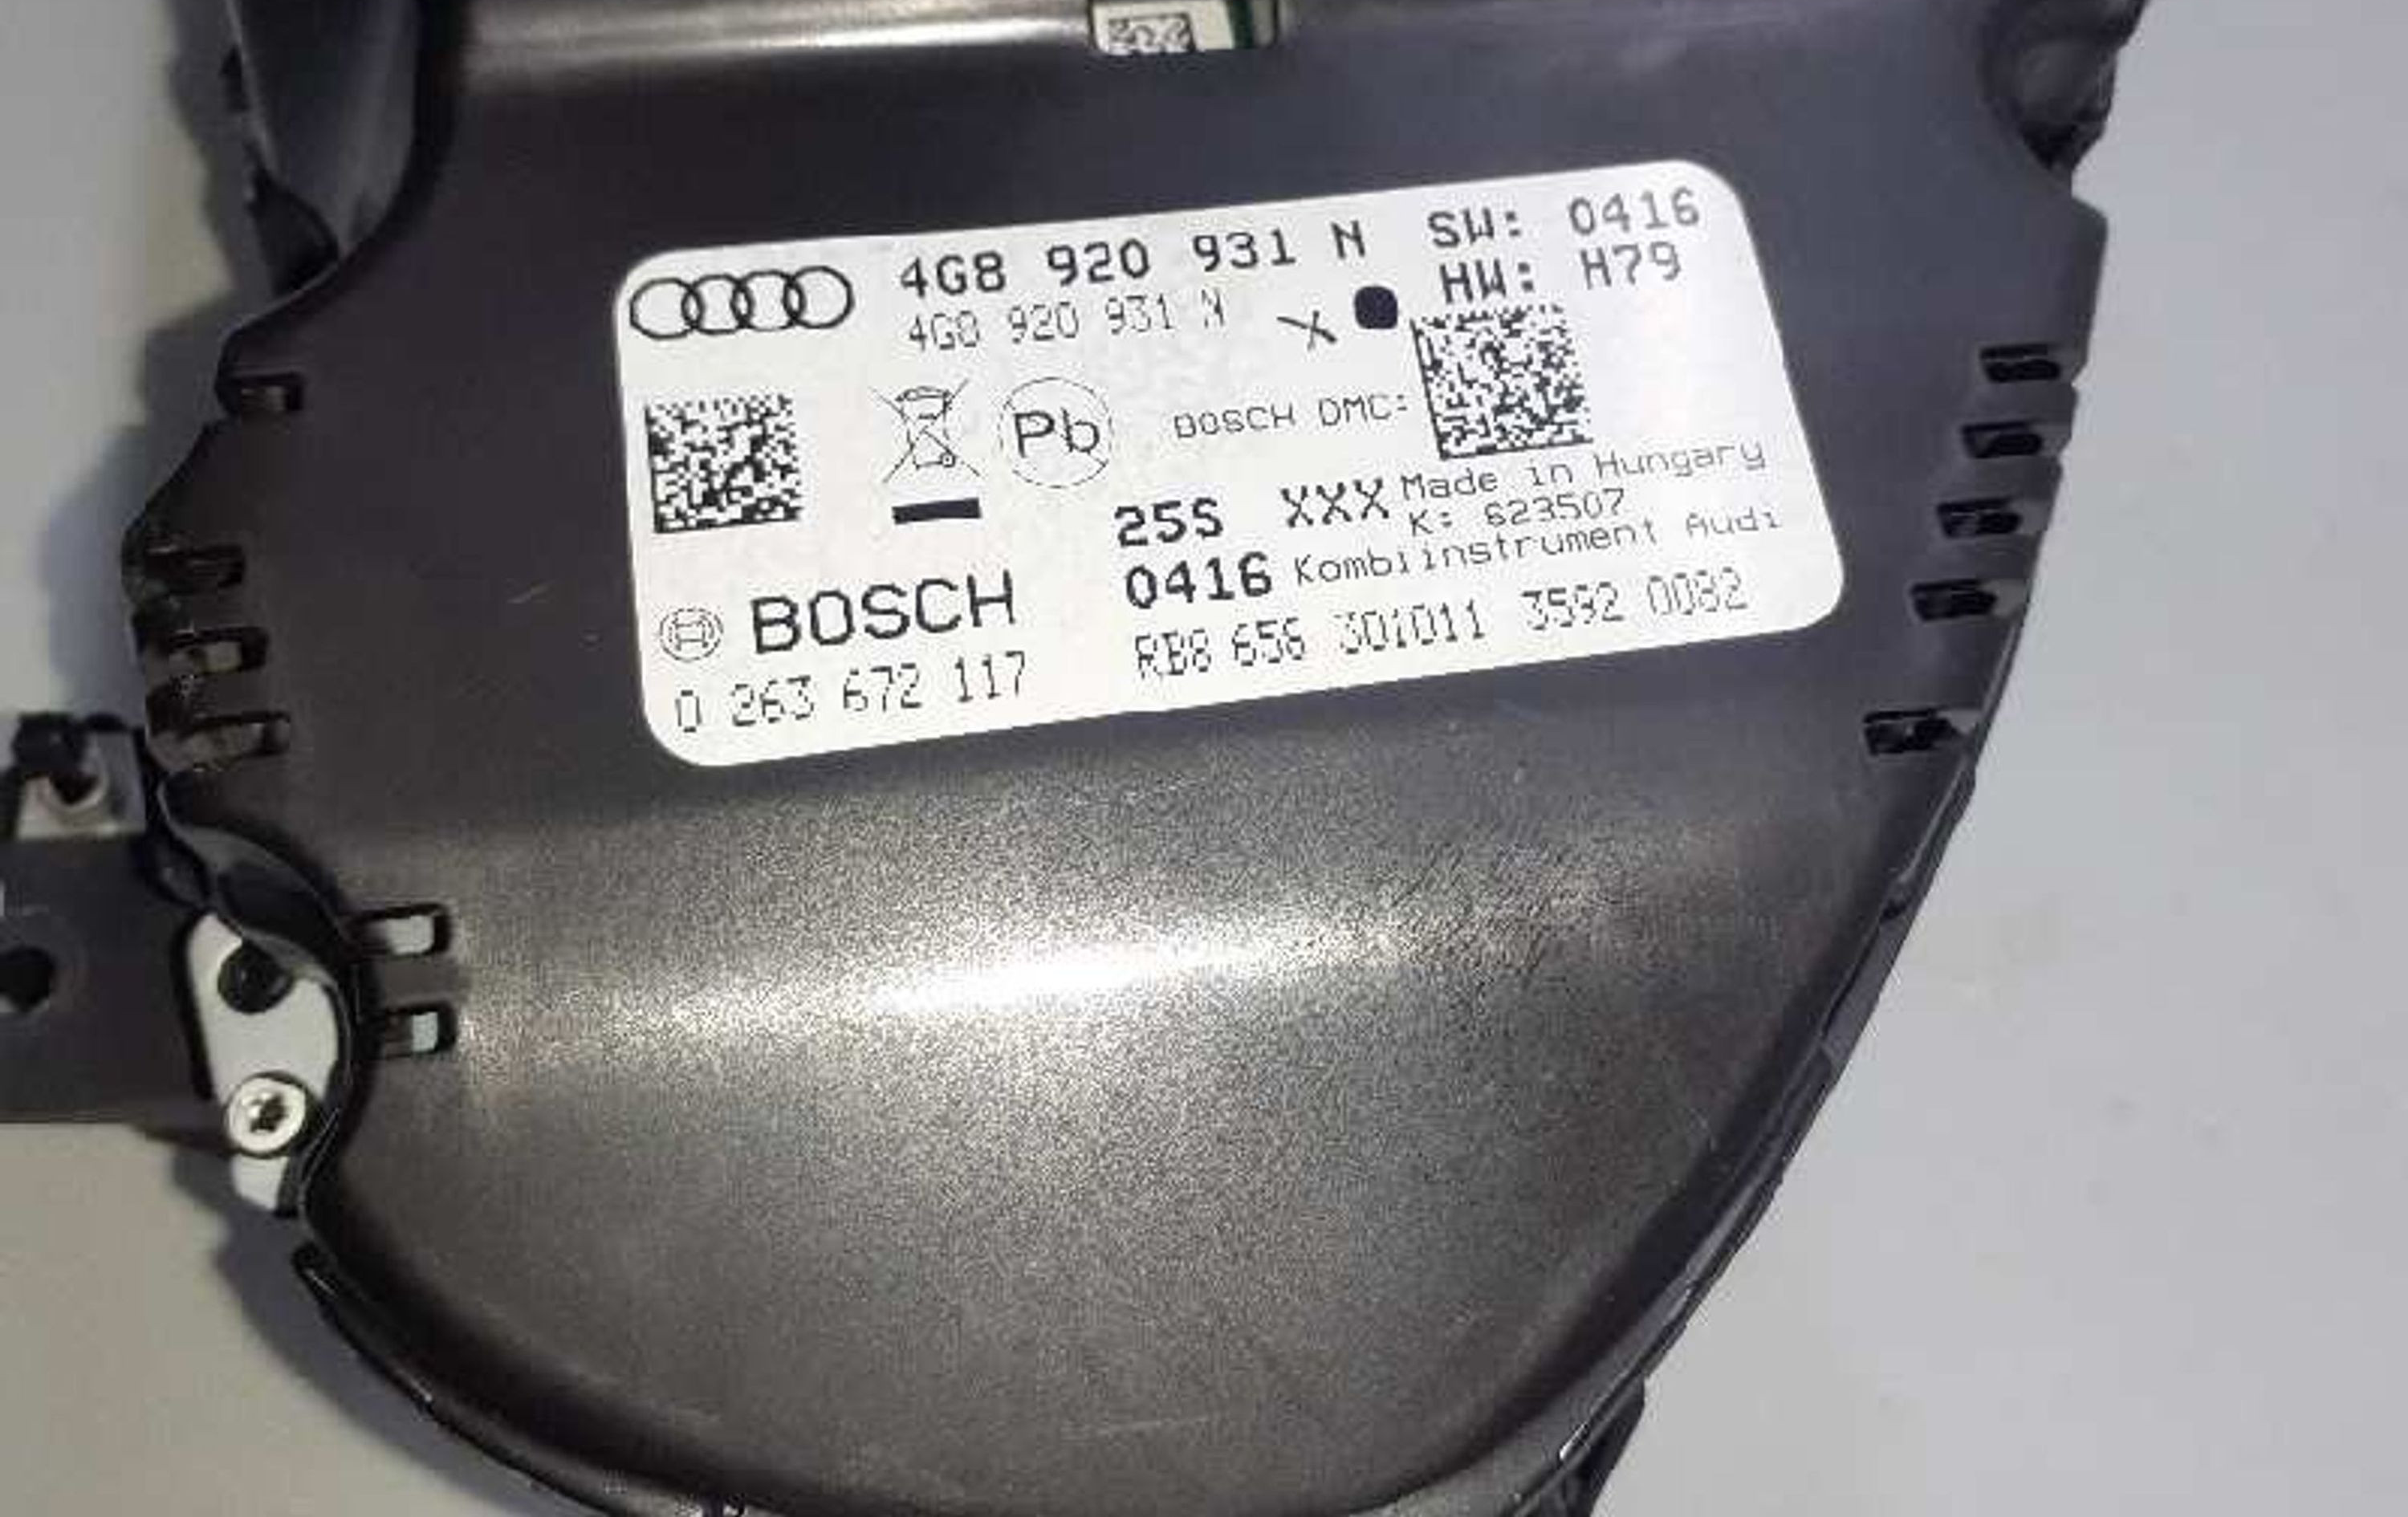 4G8 920 931 N SW: 0416
4G8 920 931 N X HW: H79
Pb BOSCH DMC:
25S XXX Made in Hungary
K: 623507
0416 Kombiinstrument Audi
BOSCH RB8 656 301011 3592 0082
0 263 672 117